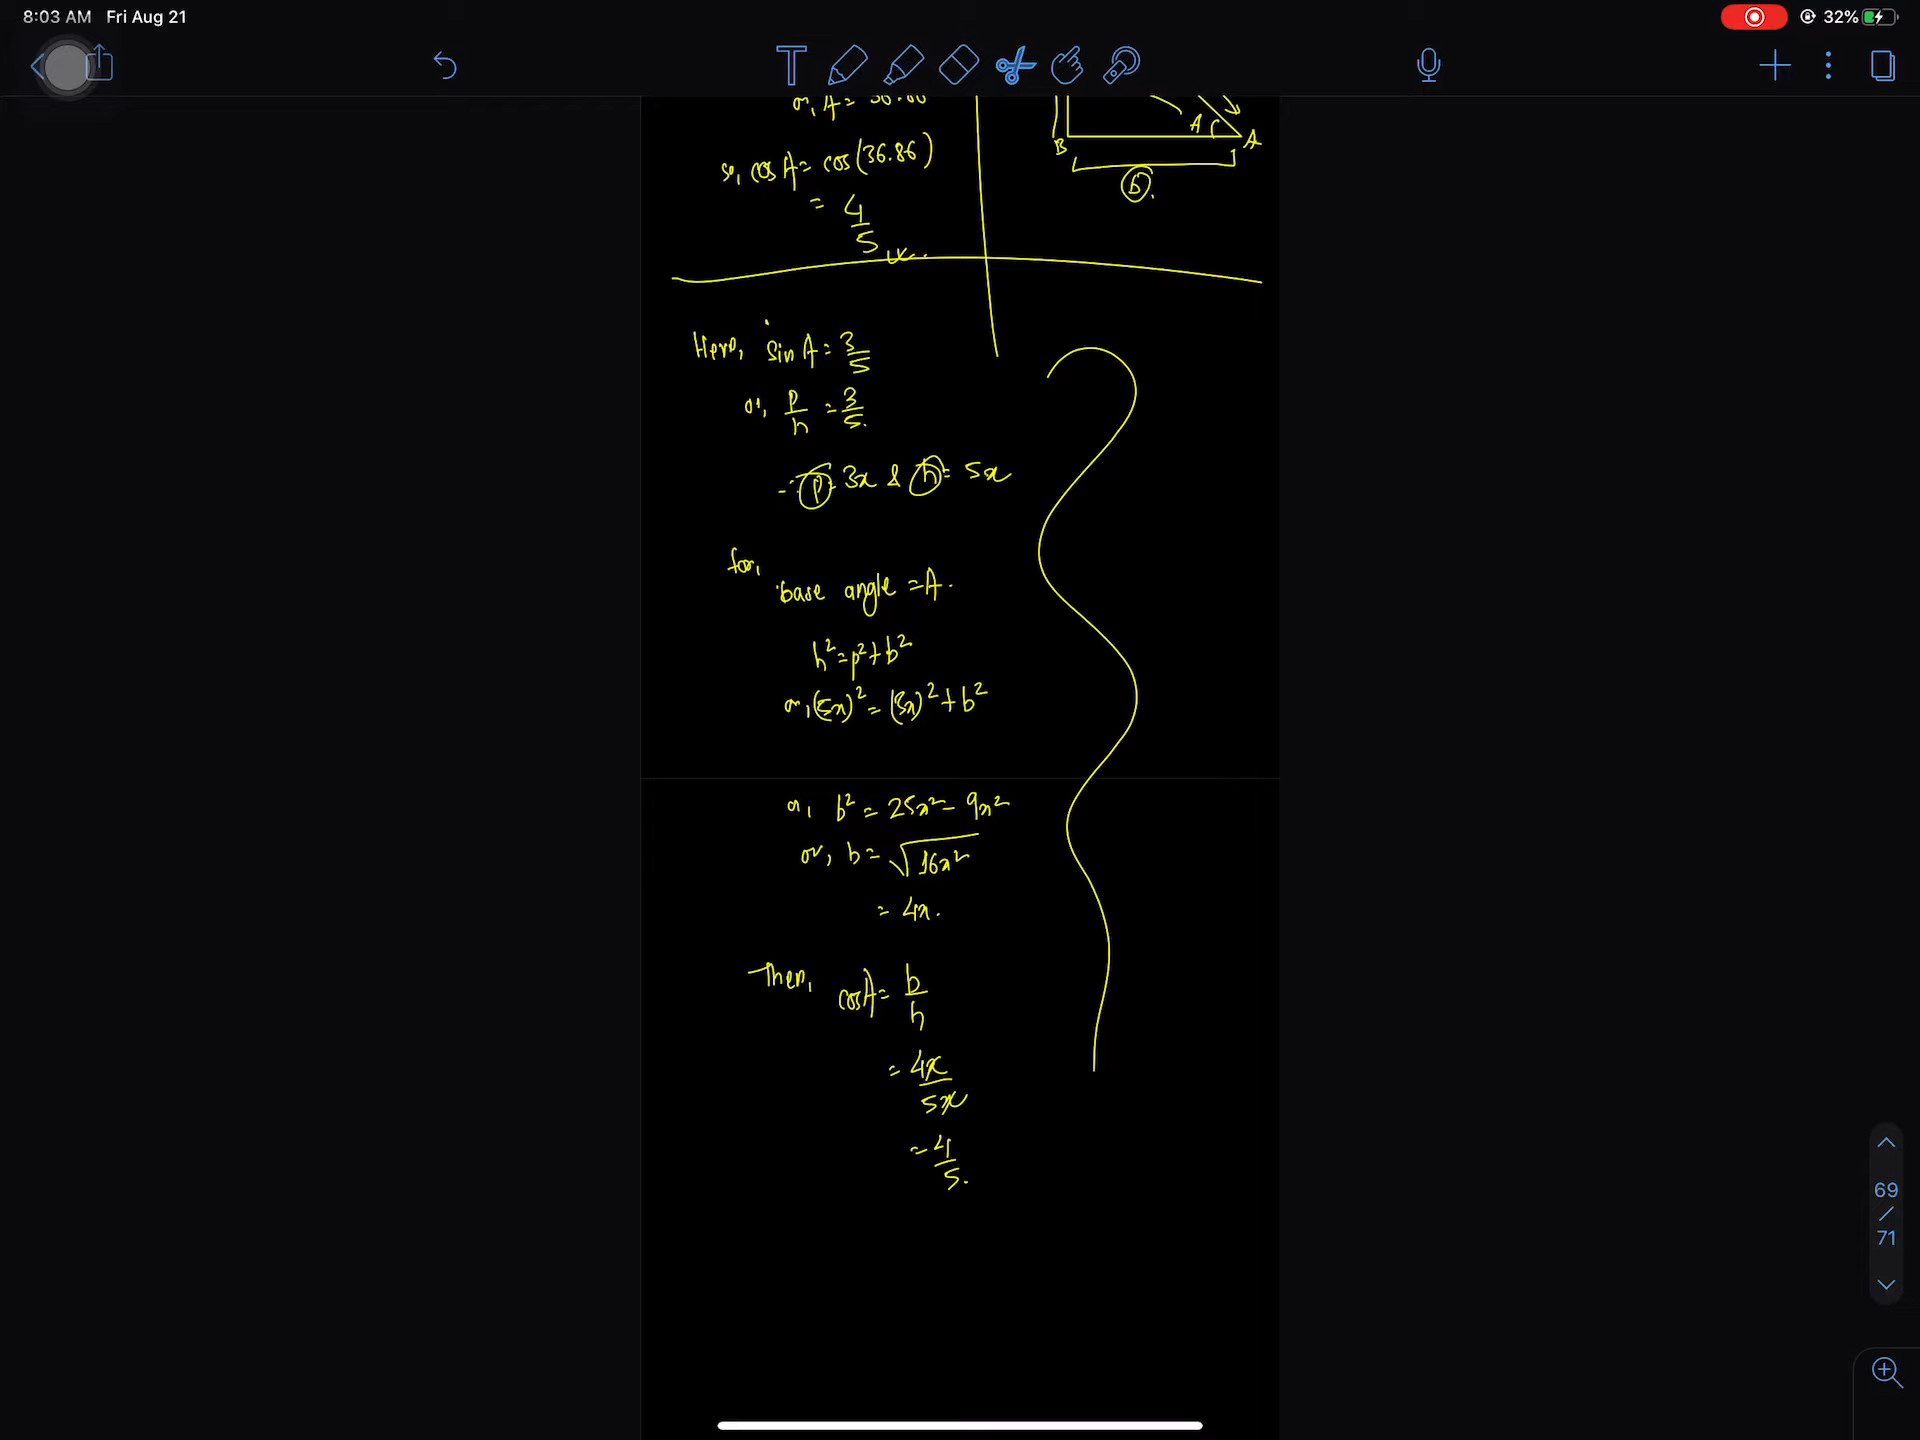 8:03 AM Fri Aug 21
32%
so, cos A = cos(36.86)
= 4/5
B
A
A
b.
Here, sin A = 3/5
or, p/h = 3/5.
∴ p = 3x & h = 5x
for,
base angle = A.
h² = p² + b²
or, (5x)² = (3x)² + b²
or, b² = 25x² - 9x²
or, b = √16x²
= 4x.
Then, cosA = b/h
= 4x/5x
= 4/5.
69
/
71